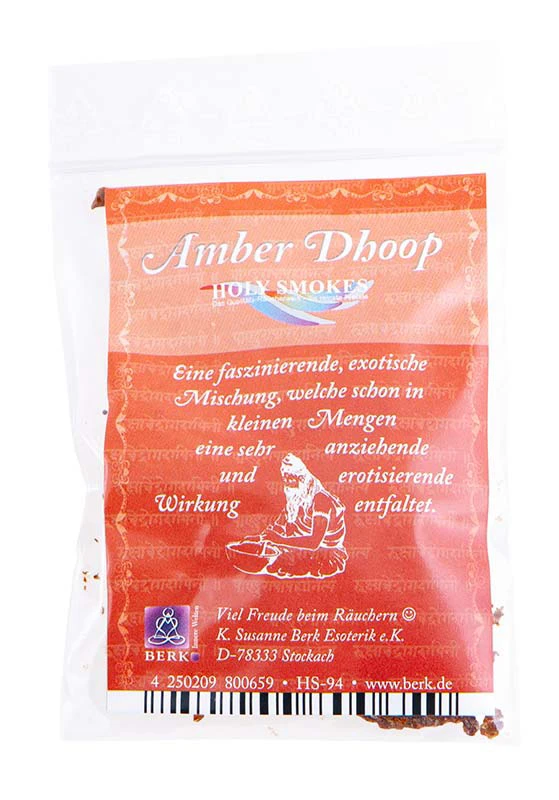 Amber Dhoop
HOLY SMOKES
Eine faszinierende, exotische
Mischung, welche schon in
kleinen Mengen
eine sehr anziehende
und erotisierende
Wirkung entfaltet.
BERK
Innere Welten
Viel Freude beim Räuchern ☺
K. Susanne Berk Esoterik e.K.
D-78333 Stockach
4 250209 800659 • HS-94 • www.berk.de